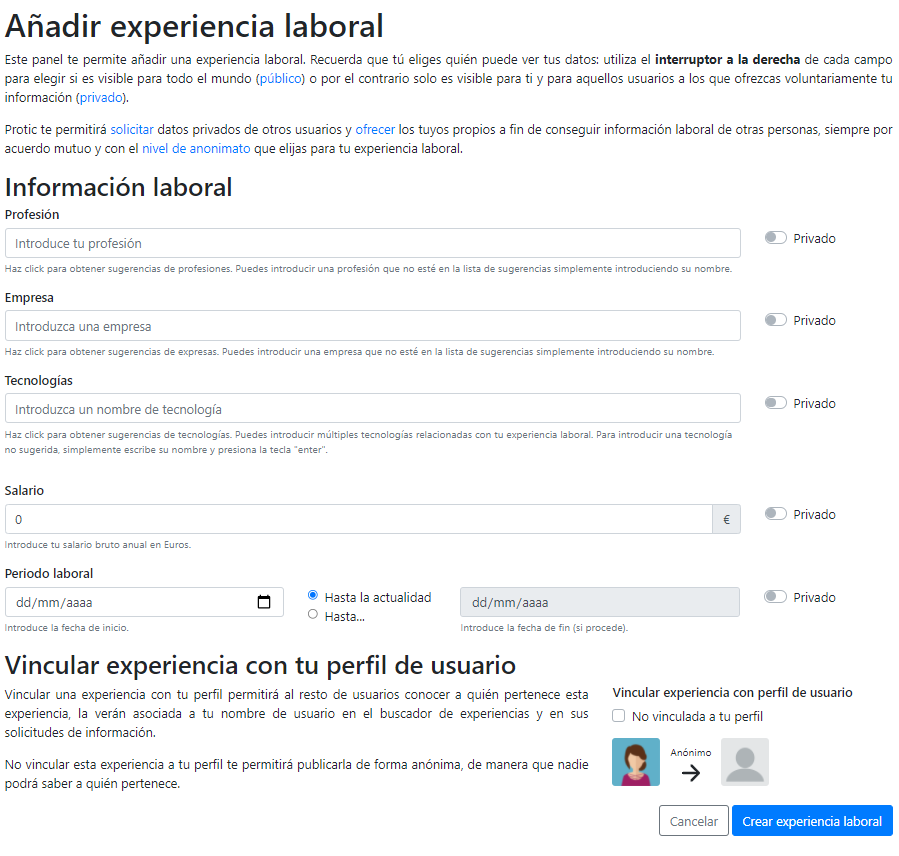 Añadir experiencia laboral
Este panel te permite añadir una experiencia laboral. Recuerda que tú eliges quién puede ver tus datos: utiliza el interruptor a la derecha de cada campo
para elegir si es visible para todo el mundo (público) o por el contrario solo es visible para ti y para aquellos usuarios a los que ofrezcas voluntariamente tu
información (privado).
Protic te permitirá solicitar datos privados de otros usuarios y ofrecer los tuyos propios a fin de conseguir información laboral de otras personas, siempre por
acuerdo mutuo y con el nivel de anonimato que elijas para tu experiencia laboral.
Información laboral
Profesión
Introduce tu profesión
Privado
Haz click para obtener sugerencias de profesiones. Puedes introducir una profesión que no esté en la lista de sugerencias simplemente introduciendo su nombre.
Empresa
Introduzca una empresa
Privado
Haz click para obtener sugerencias de expresas. Puedes introducir una empresa que no esté en la lista de sugerencias simplemente introduciendo su nombre.
Tecnologías
Introduzca un nombre de tecnología
Privado
Haz click para obtener sugerencias de tecnologías. Puedes introducir múltiples tecnologías relacionadas con tu experiencia laboral. Para introducir una tecnología
no sugerida, simplemente escribe su nombre y presiona la tecla "enter".
Salario
0
€
Privado
Introduce tu salario bruto anual en Euros.
Periodo laboral
dd/mm/aaaa
Hasta la actualidad
Hasta...
dd/mm/aaaa
Privado
Introduce la fecha de inicio.
Introduce la fecha de fin (si procede).
Vincular experiencia con tu perfil de usuario
Vincular una experiencia con tu perfil permitirá al resto de usuarios conocer a quién pertenece esta
experiencia, la verán asociada a tu nombre de usuario en el buscador de experiencias y en sus
solicitudes de información.
No vincular esta experiencia a tu perfil te permitirá publicarla de forma anónima, de manera que nadie
podrá saber a quién pertenece.
Vincular experiencia con perfil de usuario
No vinculada a tu perfil
Anónimo
Cancelar
Crear experiencia laboral